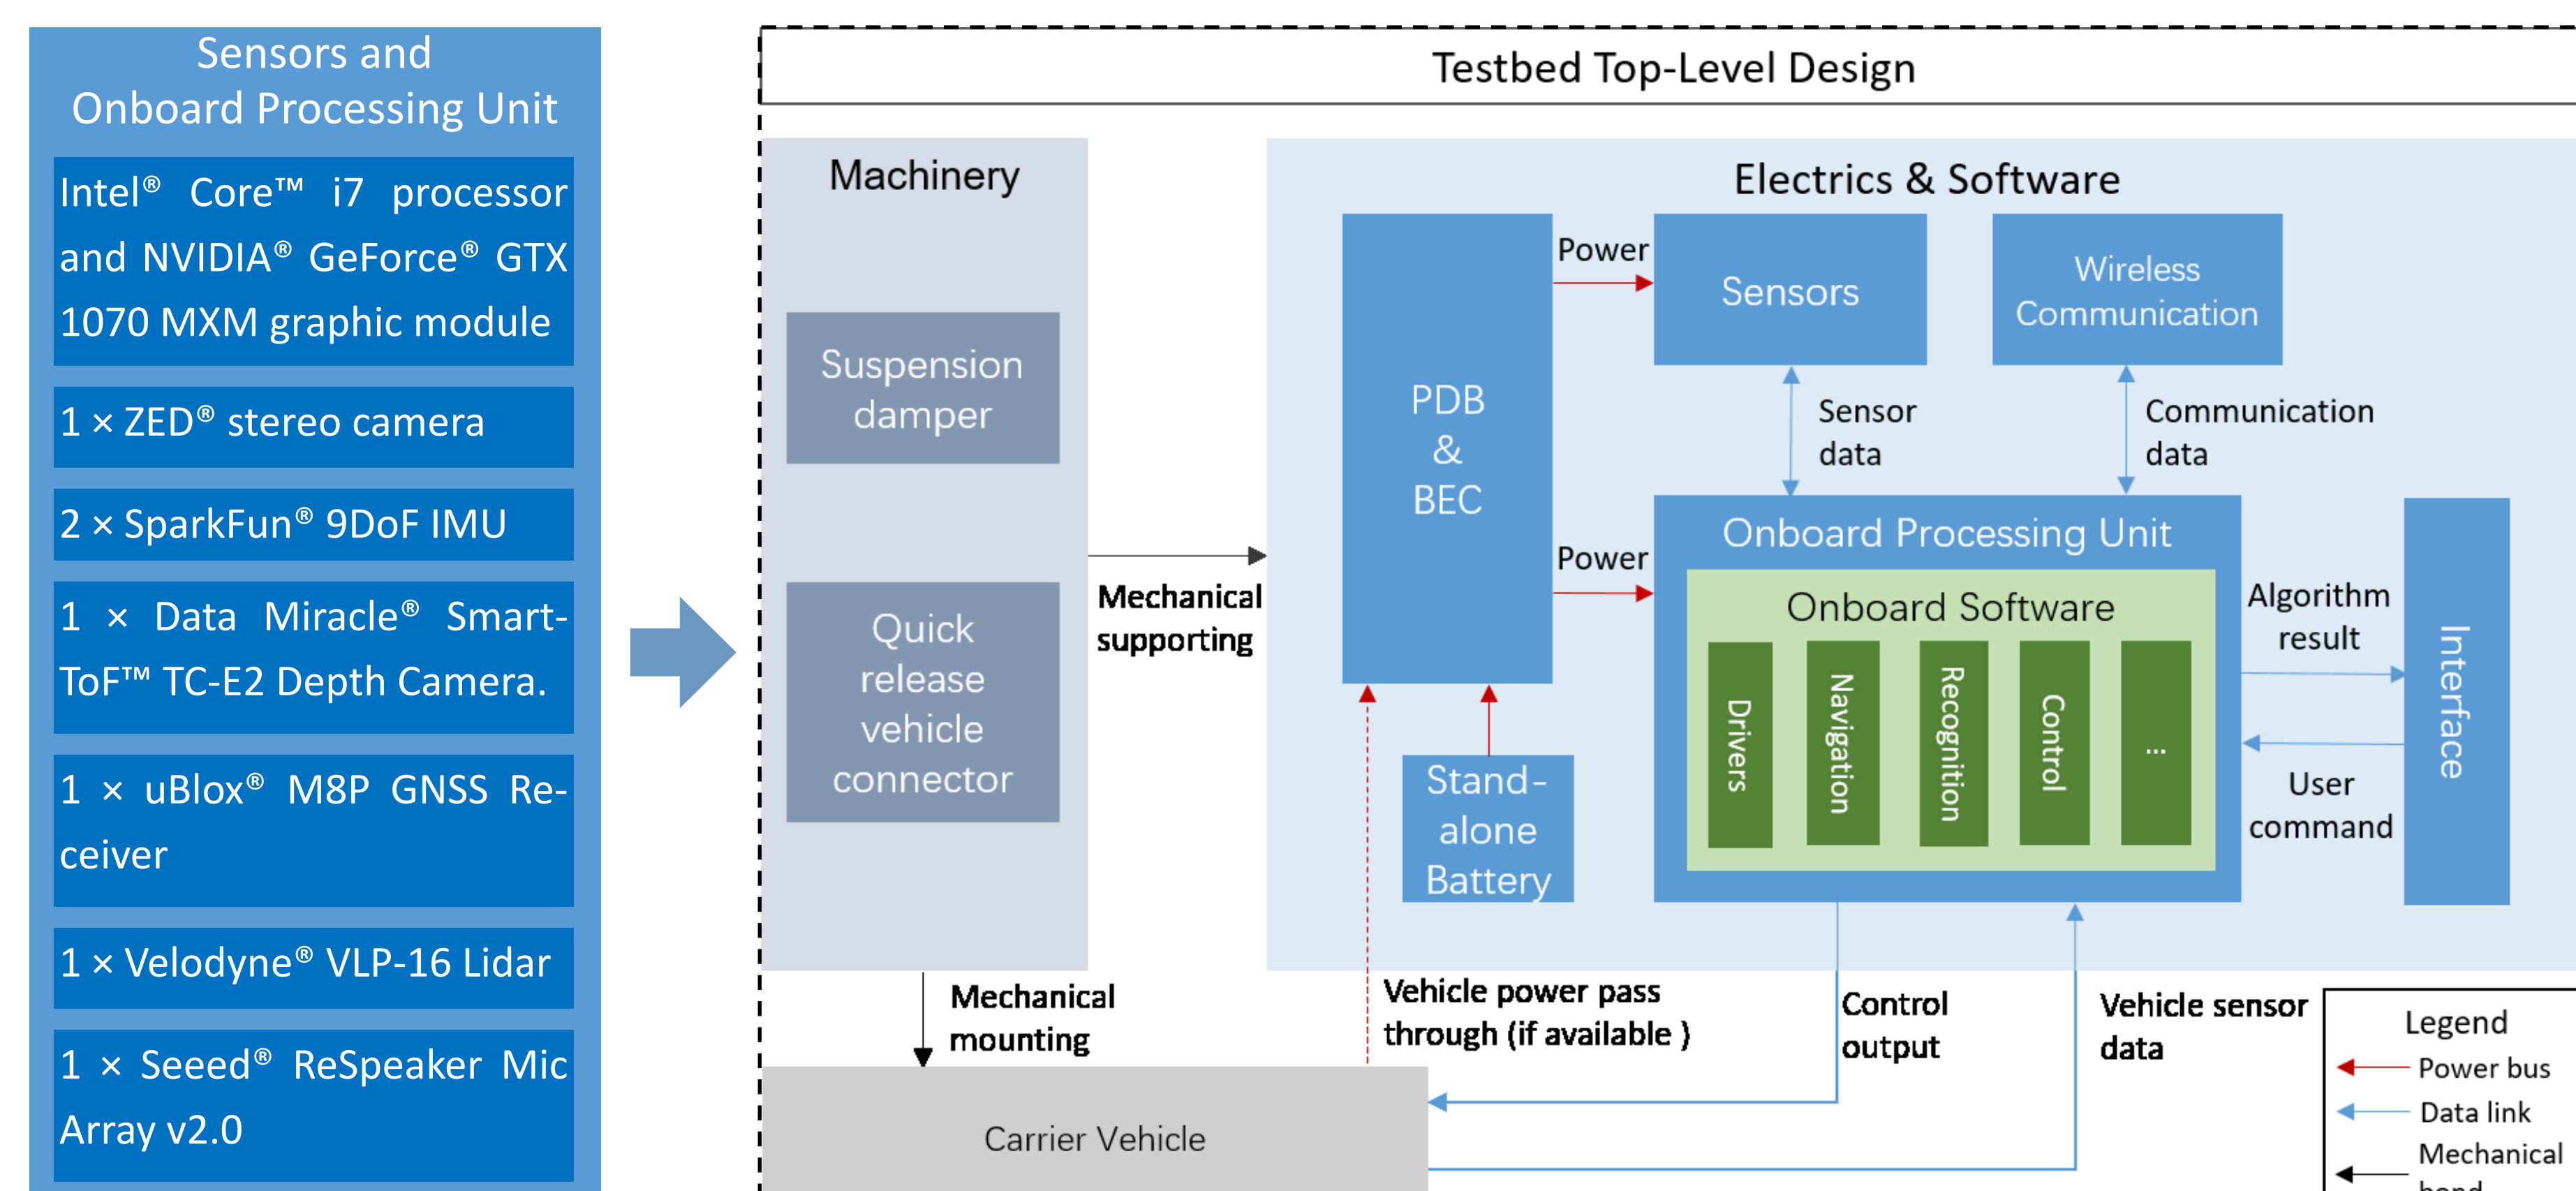 Sensors and
Onboard Processing Unit
Intel® Core™ i7 processor
and NVIDIA® GeForce® GTX
1070 MXM graphic module
1 × ZED® stereo camera
2 × SparkFun® 9DoF IMU
1 × Data Miracle® Smart-
ToF™ TC-E2 Depth Camera.
1 × uBlox® M8P GNSS Re-
ceiver
1 × Velodyne® VLP-16 Lidar
1 × Seeed® ReSpeaker Mic
Array v2.0
Testbed Top-Level Design
Machinery
Suspension
damper
Quick
release
vehicle
connector
Mechanical
supporting
Mechanical
mounting
Electrics & Software
PDB
&
BEC
Power
Sensors
Wireless
Communication
Sensor
data
Communication
data
Power
Onboard Processing Unit
Onboard Software
Drivers
Navigation
Recognition
Control
...
Algorithm
result
User
command
Interface
Stand-
alone
Battery
Vehicle power pass
through (if available )
Control
output
Vehicle sensor
data
Carrier Vehicle
Legend
Power bus
Data link
Mechanical